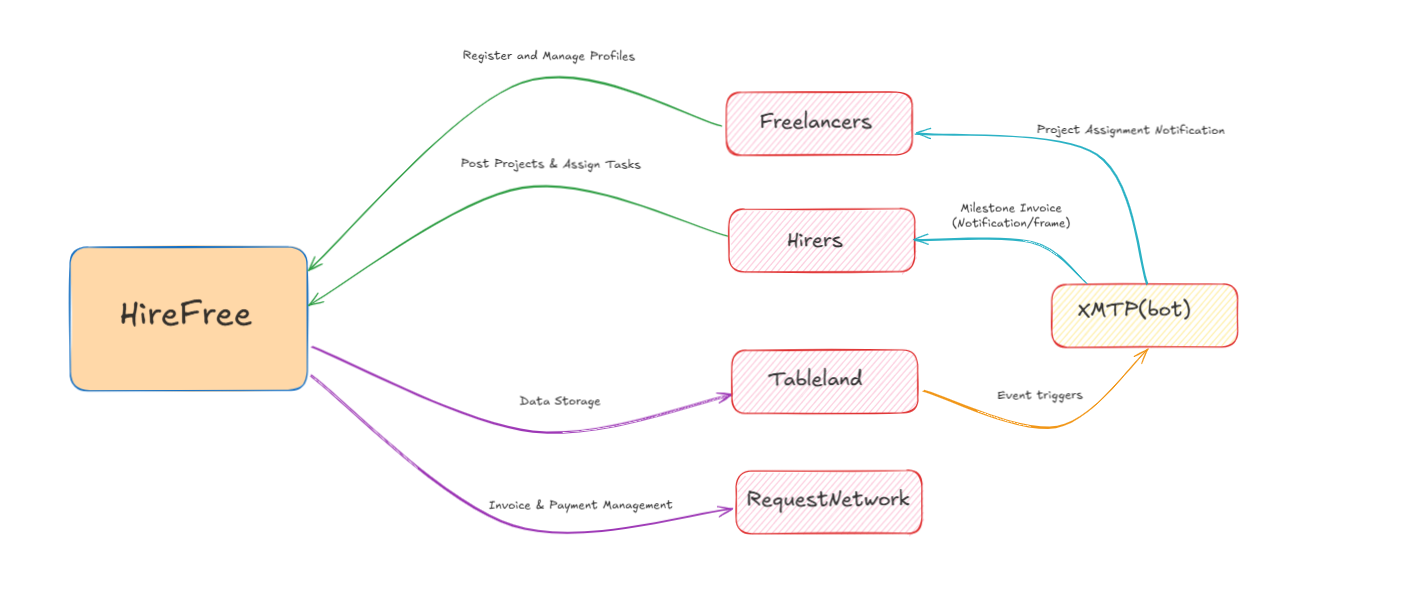 Register and Manage Profiles
Freelancers
Project Assignment Notification
Post Projects & Assign Tasks
Milestone Invoice
(Notification/frame)
Hirers
HireFree
XMTP(bot)
Tableland
Event triggers
Data Storage
Invoice & Payment Management
RequestNetwork